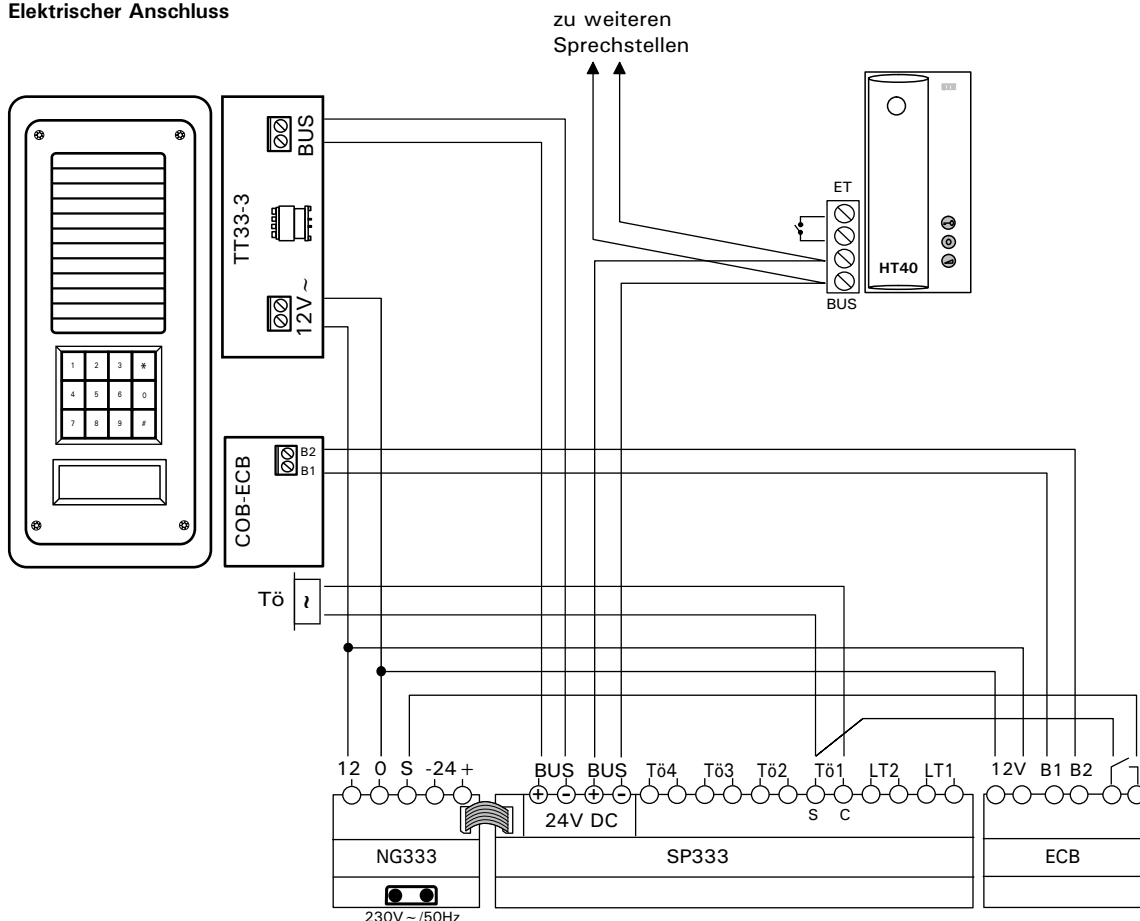 Elektrischer Anschluss
zu weiteren
Sprechstellen
TT33-3
BUS
12V~
ET
HT40
BUS
1 2 3 *
4 5 6 0
7 8 9 #
COB-ECB
B2
B1
Tö
~
12 0 S -24+
BUS BUS Tö4 Tö3 Tö2 Tö1 LT2 LT1
12V B1 B2
+ - + -
24V DC
S C
NG333
SP333
ECB
230V~/50Hz